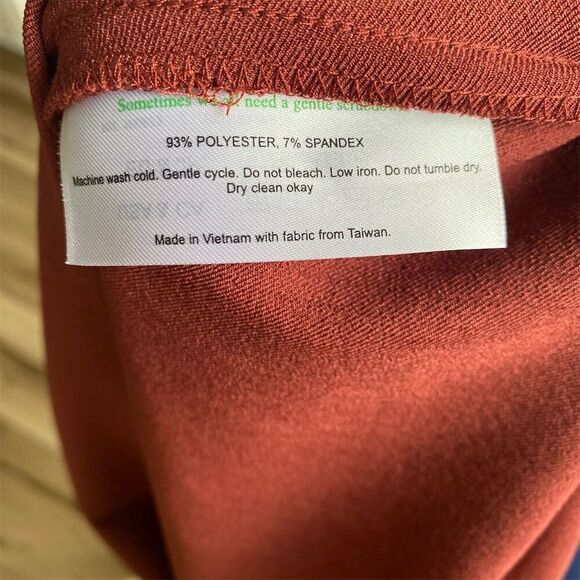 Sometimes we all need a gentle
93% POLYESTER, 7% SPANDEX
Machine wash cold. Gentle cycle. Do not bleach. Low iron. Do not tumble dry.
Dry clean okay
Made in Vietnam with fabric from Taiwan.